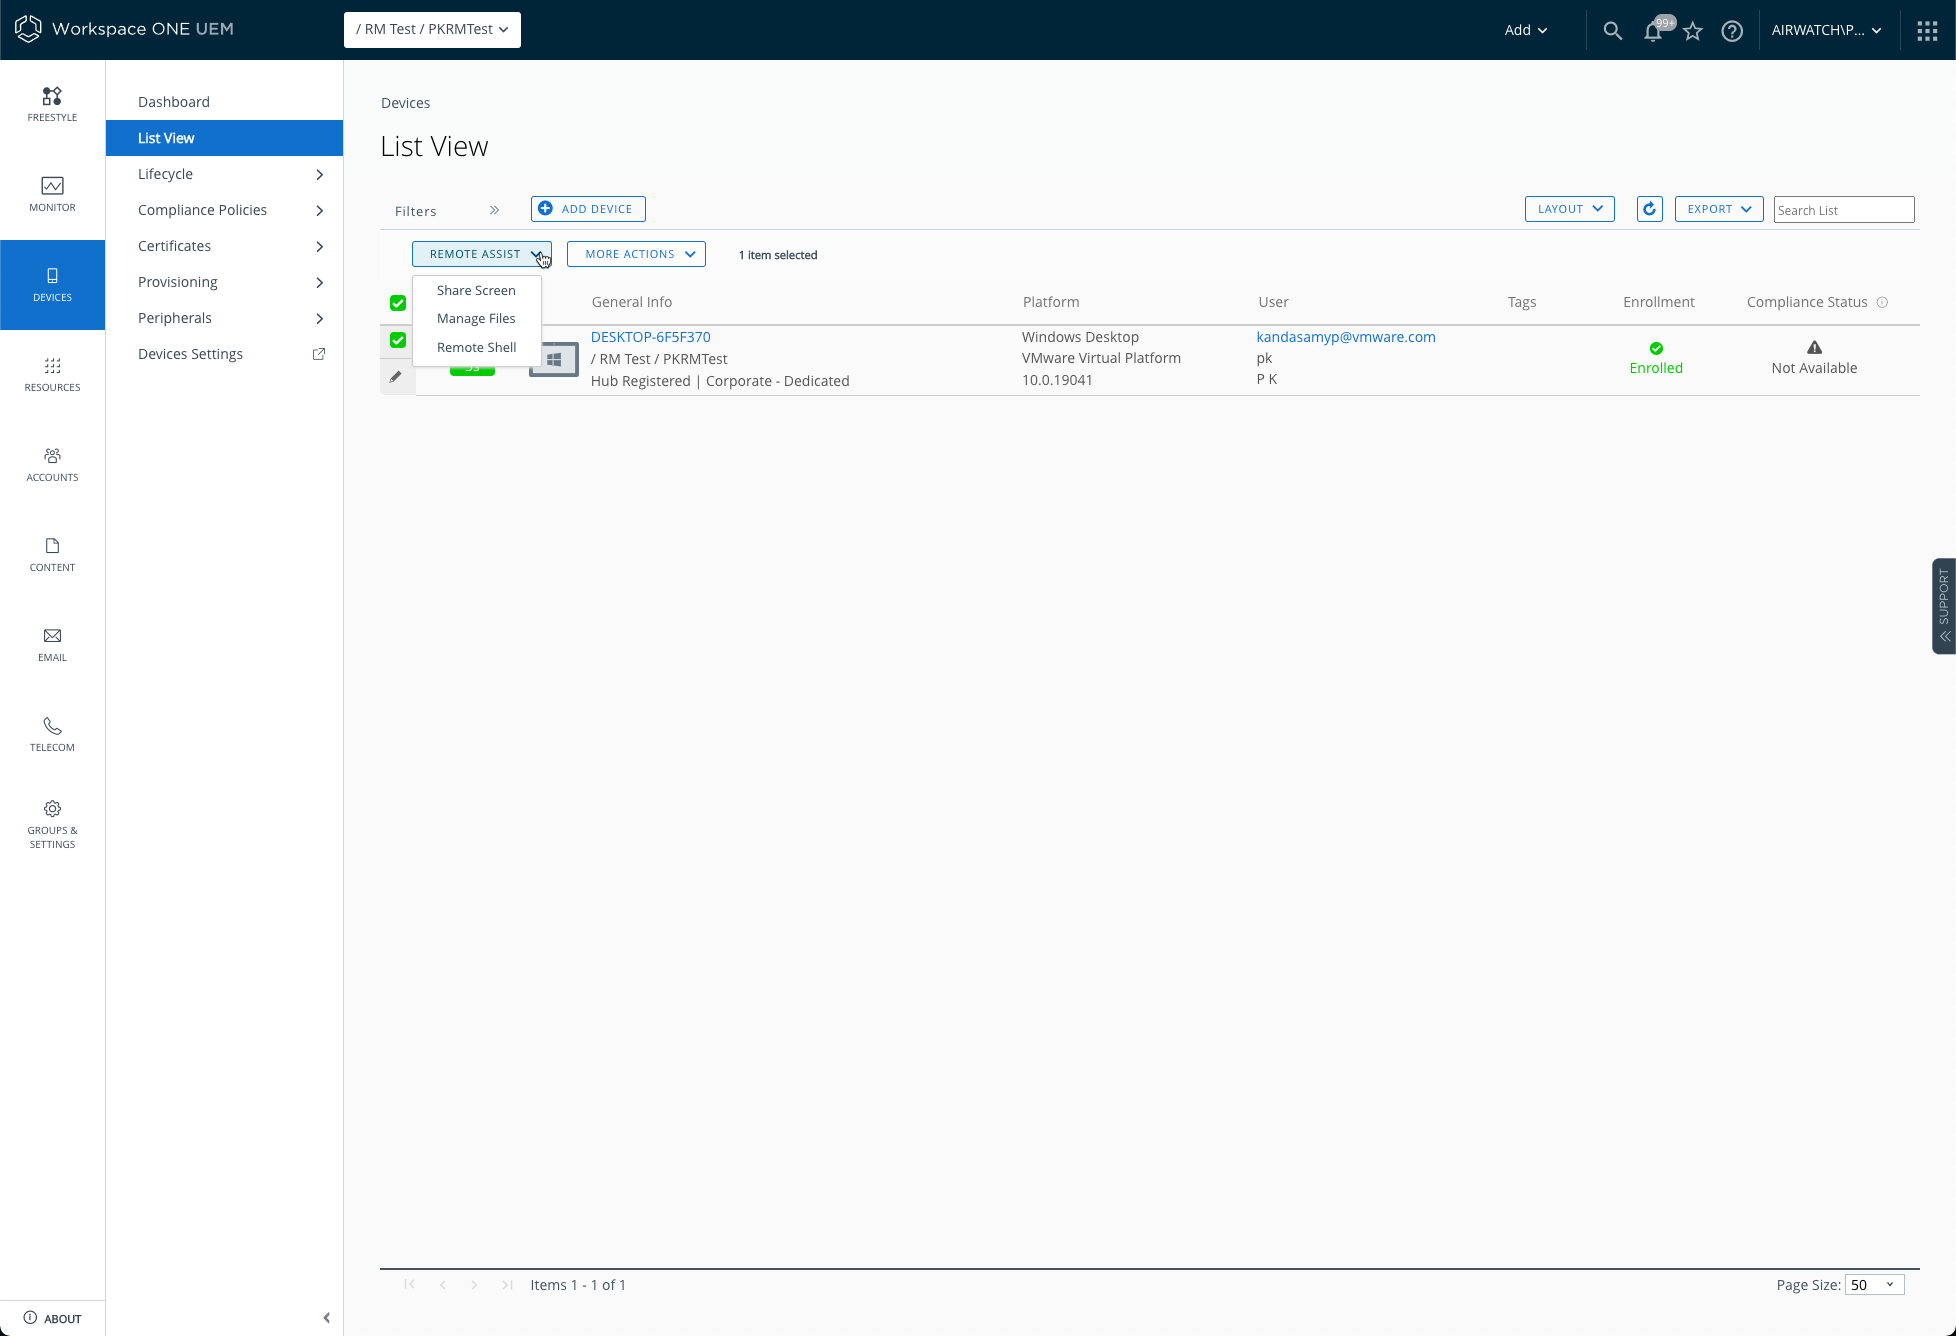 Workspace ONE UEM
/ RM Test / PKRMTest
Add
99+
AIRWATCH\P...
FREESTYLE
MONITOR
DEVICES
RESOURCES
ACCOUNTS
CONTENT
EMAIL
TELECOM
GROUPS &
SETTINGS
ABOUT
Dashboard
List View
Lifecycle
Compliance Policies
Certificates
Provisioning
Peripherals
Devices Settings
Devices
List View
Filters
ADD DEVICE
LAYOUT
EXPORT
Search List
REMOTE ASSIST
MORE ACTIONS
1 item selected
Share Screen
Manage Files
Remote Shell
General Info
Platform
User
Tags
Enrollment
Compliance Status
DESKTOP-6F5F370
/ RM Test / PKRMTest
Hub Registered | Corporate - Dedicated
Windows Desktop
VMware Virtual Platform
10.0.19041
kandasamyp@vmware.com
pk
P K
Enrolled
Not Available
SUPPORT
Items 1 - 1 of 1
Page Size: 50